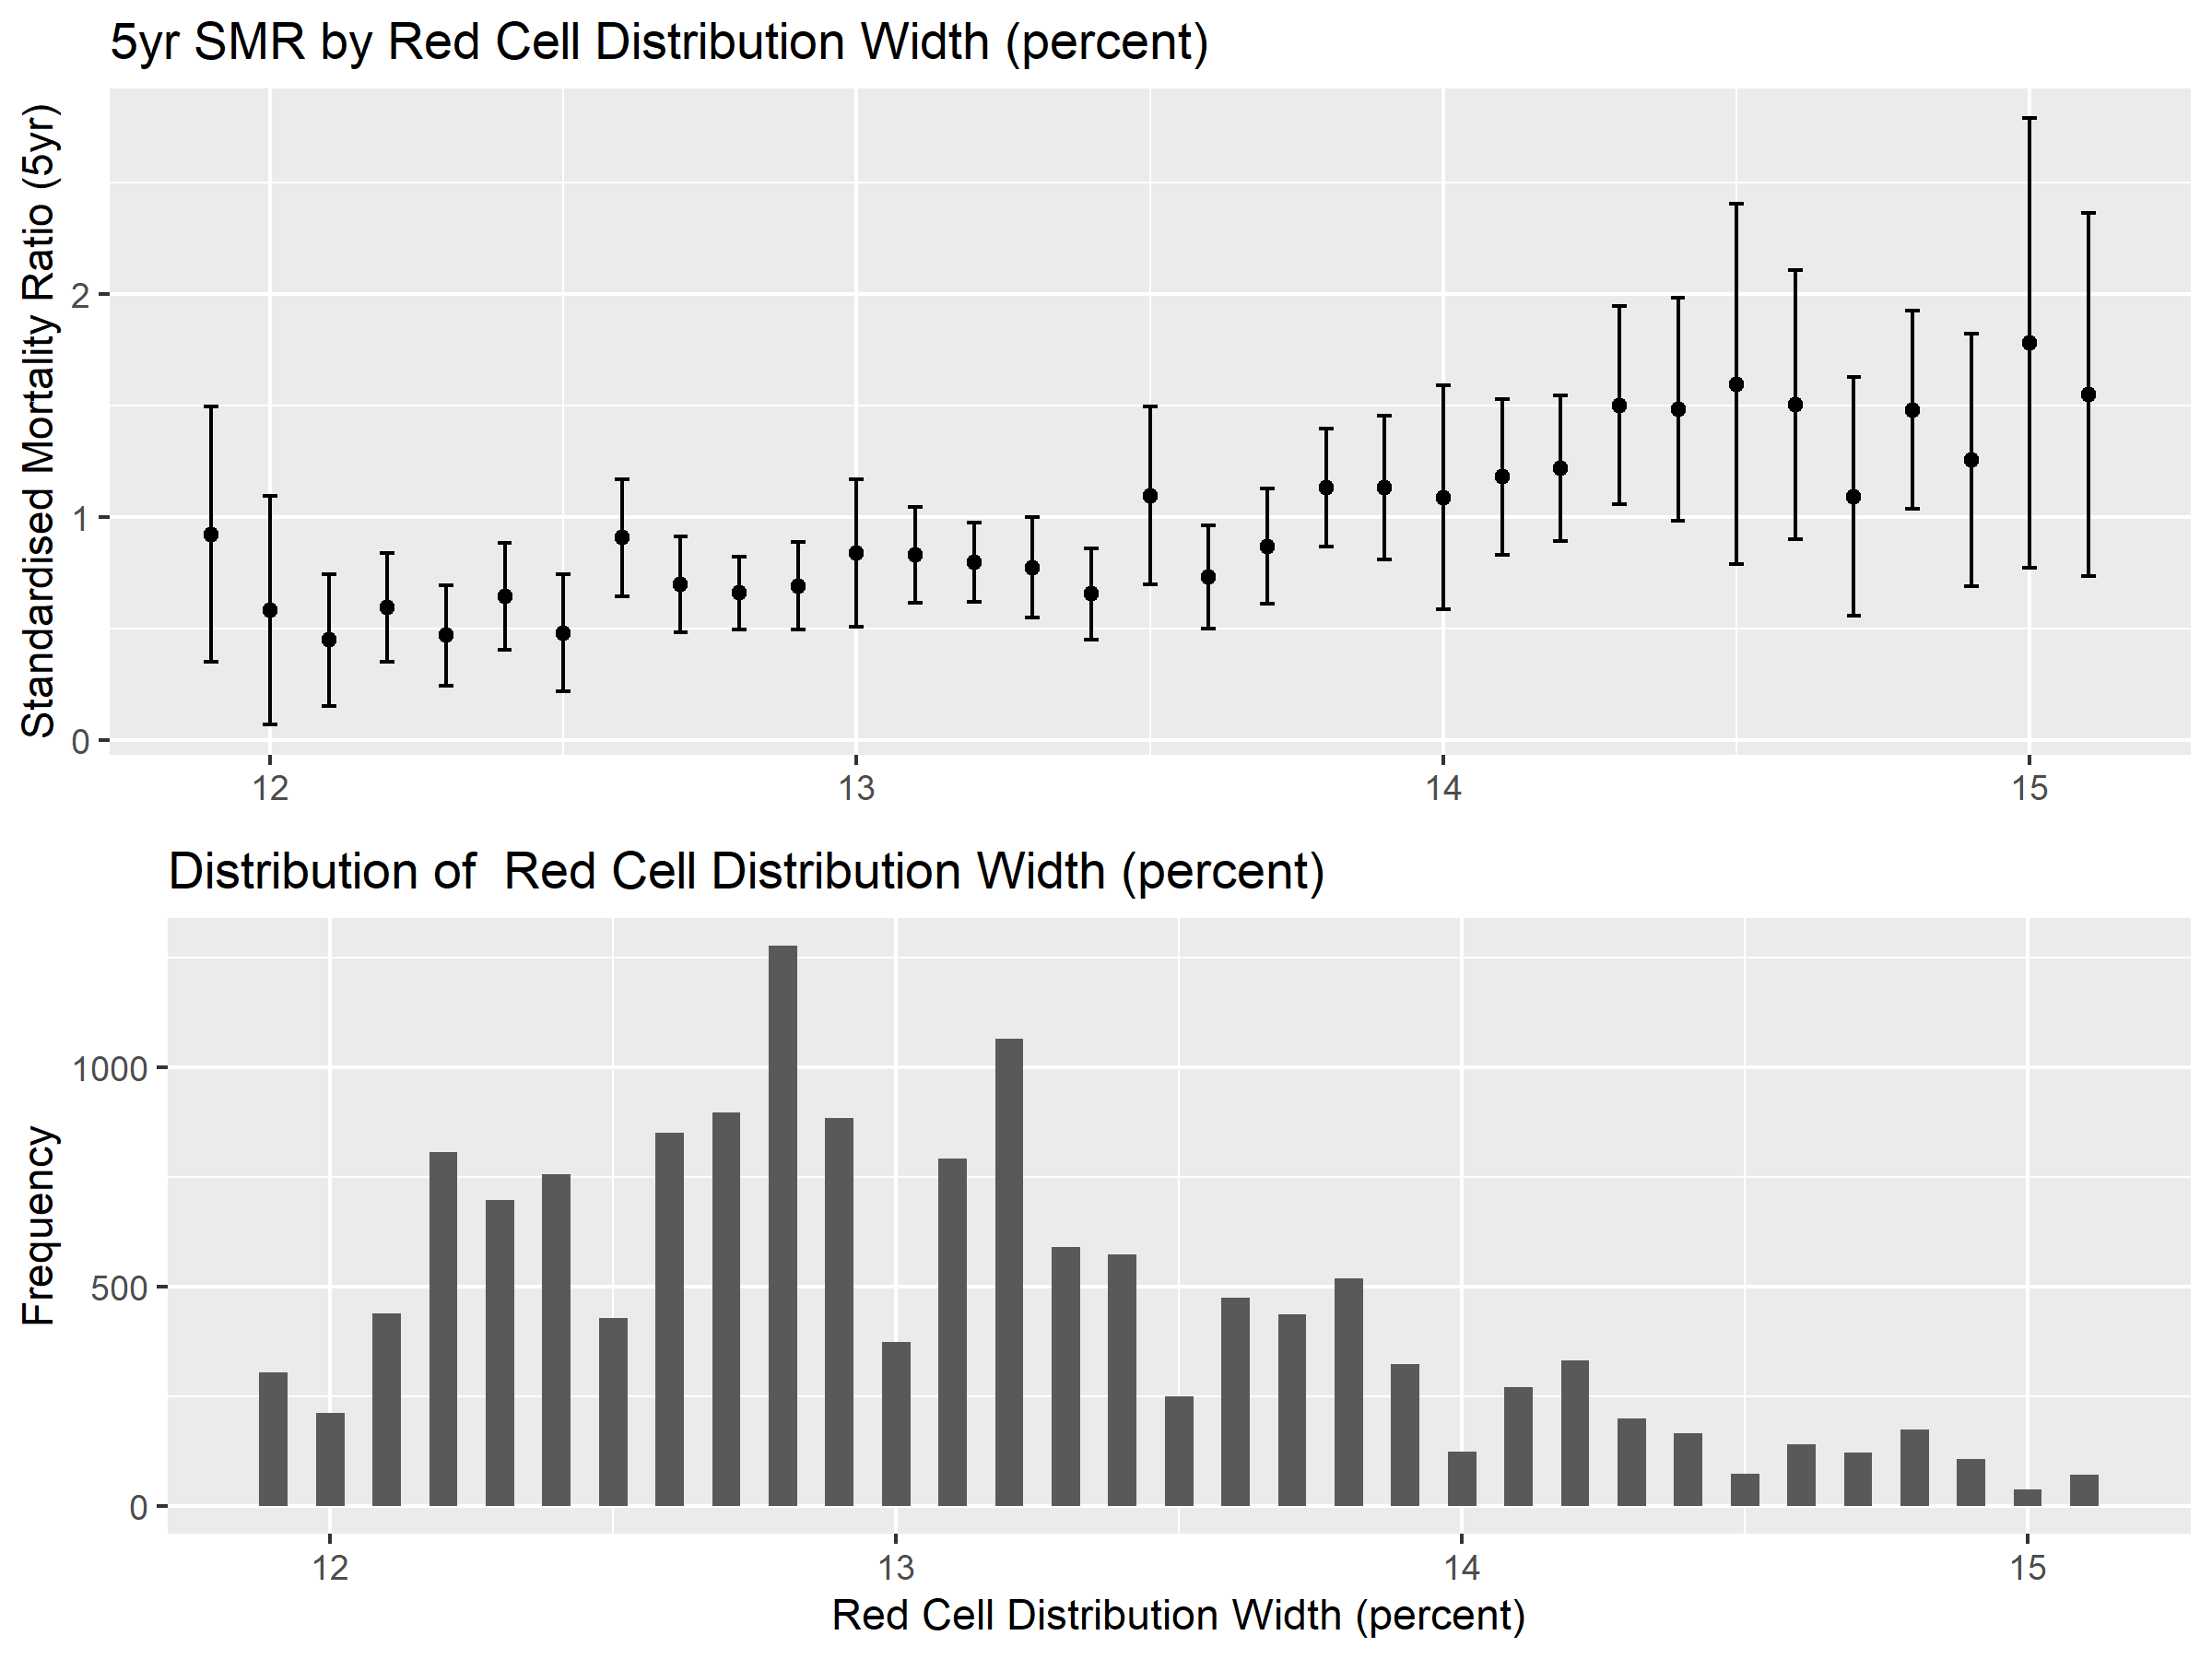 5yr SMR by Red Cell Distribution Width (percent)
Standardised Mortality Ratio (5yr)
2
1
0
12 13 14 15
Distribution of  Red Cell Distribution Width (percent)
Frequency
1000
500
0
12 13 14 15
Red Cell Distribution Width (percent)